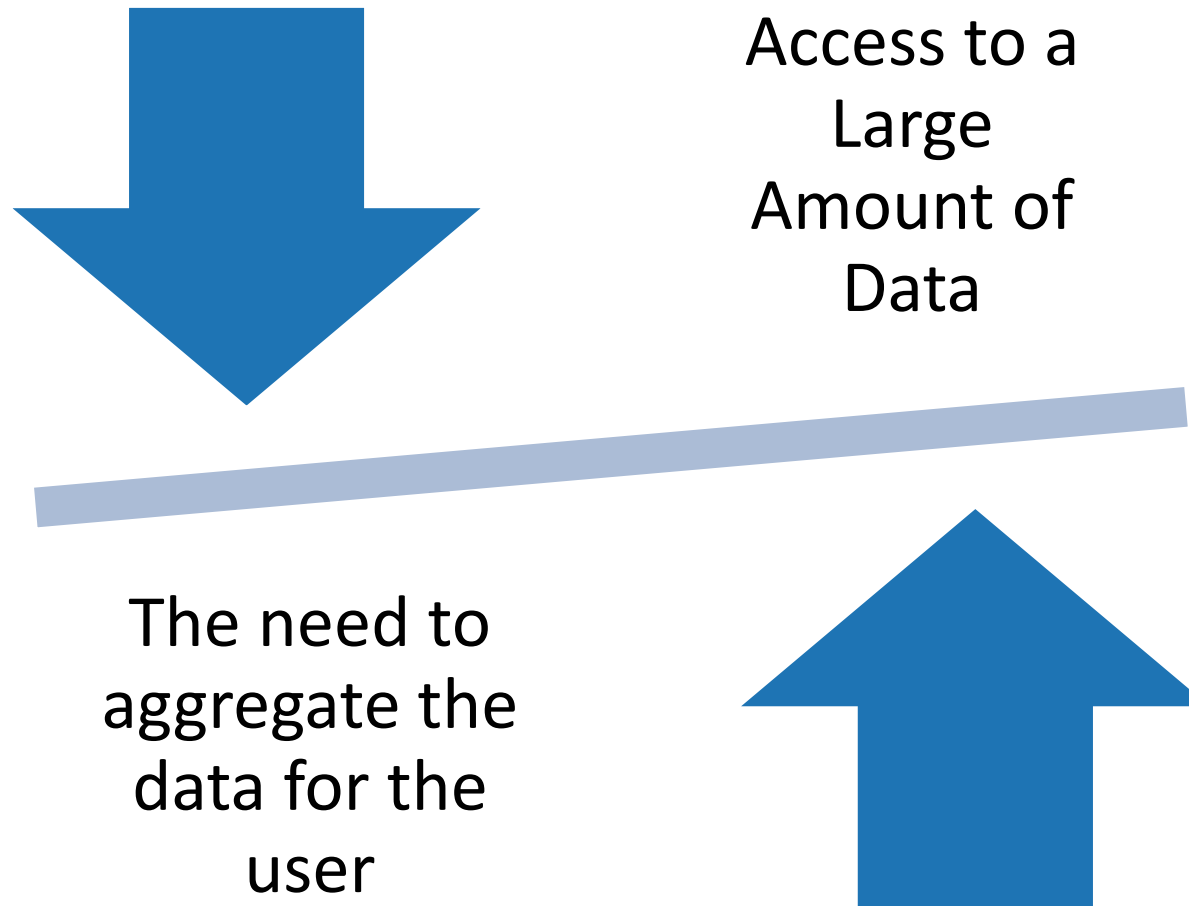 Access to a
Large
Amount of
Data
The need to
aggregate the
data for the
user